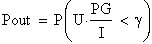 Pout = P(U·PG/I < γ)